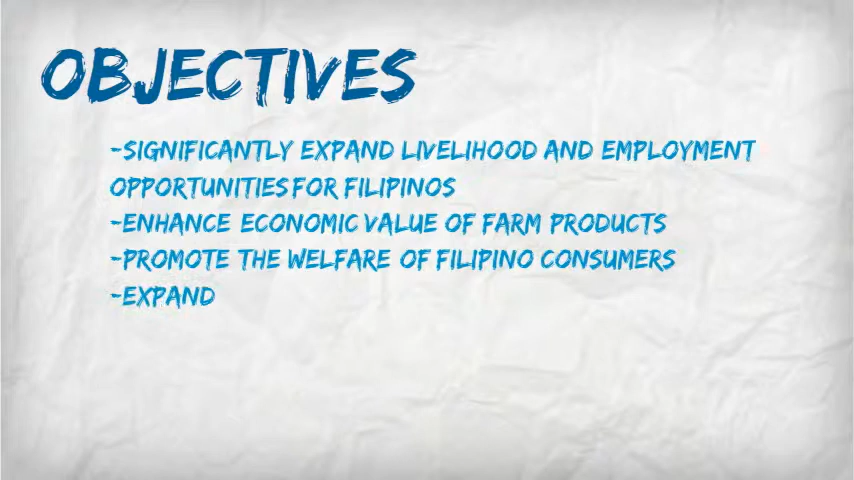 OBJECTIVES
-SIGNIFICANTLY EXPAND LIVELIHOOD AND EMPLOYMENT
OPPORTUNITIES FOR FILIPINOS
-ENHANCE ECONOMIC VALUE OF FARM PRODUCTS
-PROMOTE THE WELFARE OF FILIPINO CONSUMERS
-EXPAND